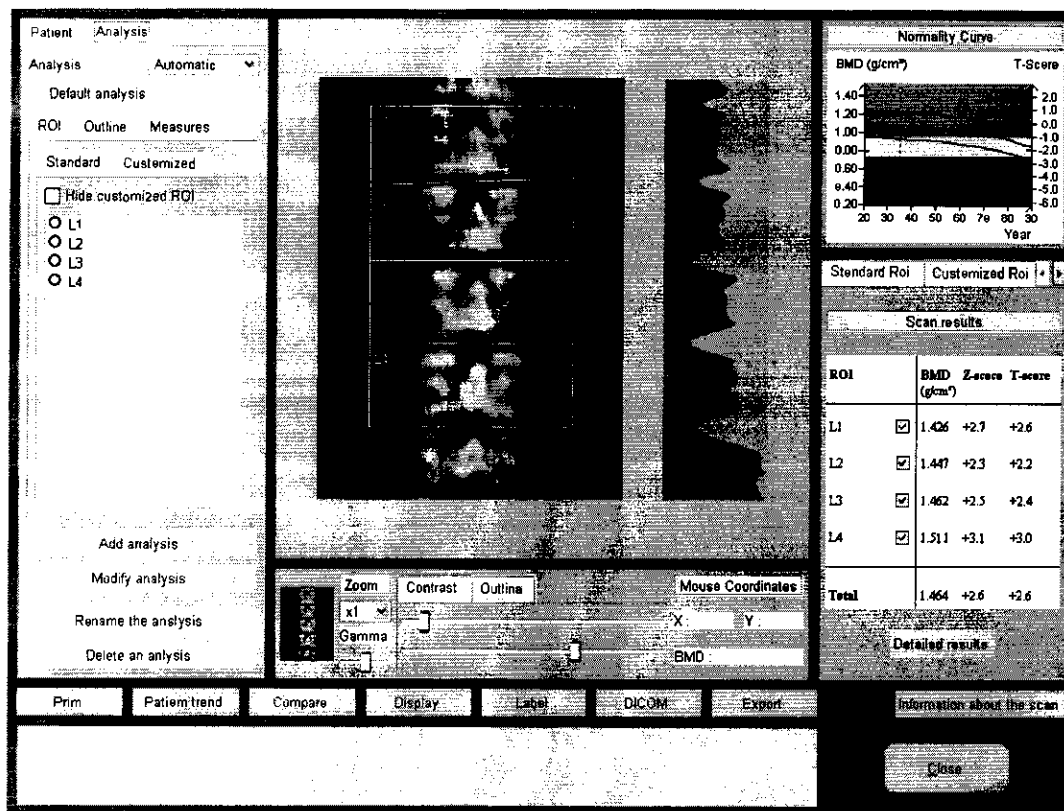 Patient Analysis
Analysis Automatic
Default analysis
ROI Outline Measures
Standard Custemized
Hide customized ROI
L1
L2
L3
L4
Add analysis
Modify analysis
Rename the analysis
Delete an anlysis
Zoom
x1
Gamma
Contrast Outlina
Mouse Coordinates
X : Y :
BMD :
Normality Curve
BMD (g/cm²) T-Score
1.40
1.20
1.00
0.00
0.60
e.40
0.20
2.0
1.0
0.0
-1.0
-2.0
-3.0
-4.0
-5.0
-6.0
20 30 40 50 60 7e 80 30
Year
Standard Roi Custemized Roi
Scan results
ROI BMD (g/cm²) Z-score T-score
L1 1.426 +2.7 +2.6
L2 1.447 +2.3 +2.2
L3 1.462 +2.5 +2.4
L4 1.511 +3.1 +3.0
Total 1.464 +2.6 +2.6
Detailed results
Prim Patiem trend Compare Display Label DICOM Export
Information about the scan
Close